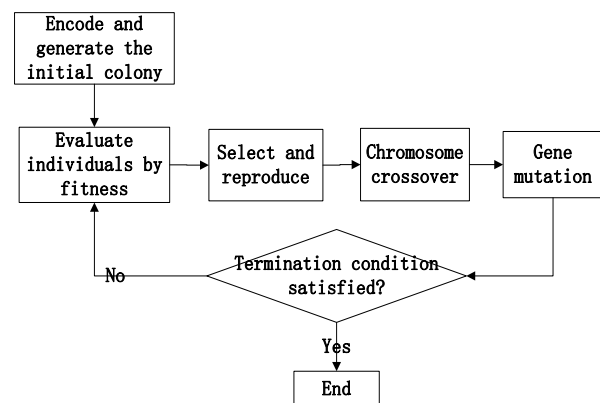 Encode and
generate the
initial colony
Evaluate
individuals by
fitness
Select and
reproduce
Chromosome
crossover
Gene
mutation
Termination condition
satisfied?
No
Yes
End